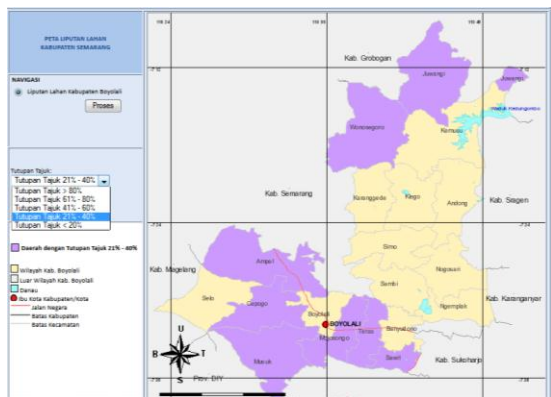 PETA LIPUTAN LAHAN
KABUPATEN SEMARANG
NAVIGASI
Liputan Lahan Kabupaten Boyolali
Proses
Tutupan Tajuk:
Tutupan Tajuk 21% - 40%
Tutupan Tajuk > 80%
Tutupan Tajuk 61% - 80%
Tutupan Tajuk 41% - 60%
Tutupan Tajuk 21% - 40%
Tutupan Tajuk < 20%
Daerah dengan Tutupan Tajuk 21% - 40%
Wilayah Kab. Boyolali
Luar Wilayah Kab. Boyolali
Danau
Ibu Kota Kabupaten/Kota
Jalan Negara
Batas Kabupaten
Batas Kecamatan
U
B
T
S
Kab. Grobogan
Juwangi
Juwangi
Wonosegoro
Kemusu
Kab. Semarang
Karanggede
Klego
Andong
Kab. Sragen
Simo
Kab. Magelang
Ampel
Nogosari
Sambi
Selo
Cepogo
Ngemplak
Kab. Karanganyar
Boyolali
BOYOLALI
Banyudono
Mojosongo
Teras
Musuk
Sawit
Kab. Sukoharjo
Prov. DIY